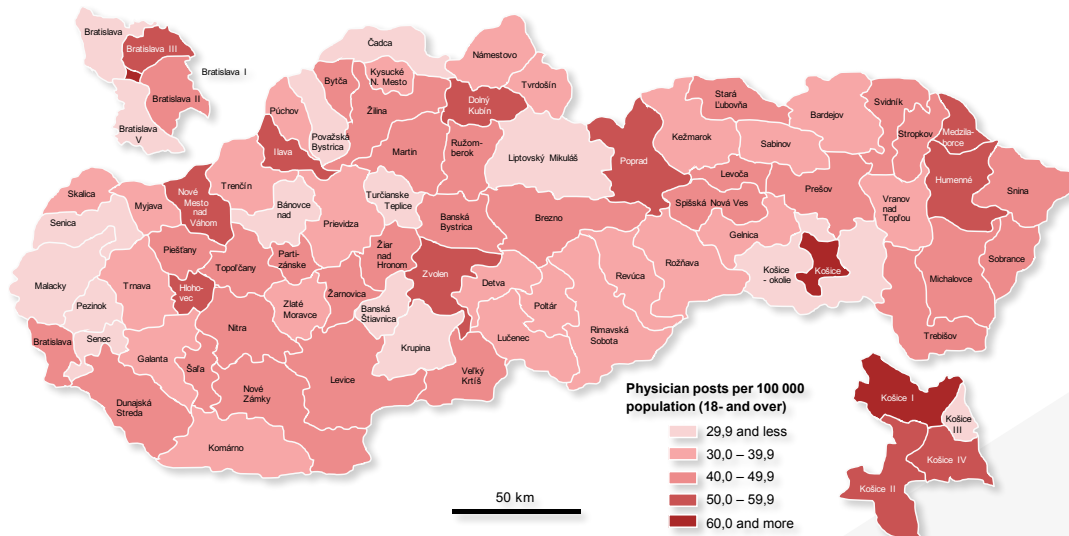 Bratislava
Bratislava III
Bratislava I
Bratislava II
Bratislava
V
Čadca
Námestovo
Kysucké
N. Mesto
Bytča
Tvrdošín
Dolný
Kubín
Stará
Ľubovňa
Svidník
Bardejov
Púchov
Žilina
Považská
Bystrica
Medzila-
borce
Stropkov
Kežmarok
Sabinov
Ilava
Martin
Ružom-
berok
Liptovský Mikuláš
Poprad
Levoča
Prešov
Humenné
Snina
Trenčín
Turčianske
Teplice
Skalica
Nové
Mesto
nad
Váhom
Myjava
Bánovce
nad
Prievidza
Banská
Bystrica
Brezno
Spišská Nová Ves
Vranov
nad
Topľou
Senica
Gelnica
Piešťany
Topoľčany
Parti-
zánske
Žiar
nad
Hronom
Zvolen
Rožňava
Košice
- okolie
Košice
Sobrance
Michalovce
Malacky
Pezinok
Trnava
Hloho-
vec
Zlaté
Moravce
Žarnovica
Banská
Štiavnica
Detva
Poltár
Revúca
Bratislava
Senec
Nitra
Krupina
Lučenec
Rimavská
Sobota
Trebišov
Galanta
Šaľa
Levice
Veľký
Krtíš
Dunajská
Streda
Nové
Zámky
Komárno
Physician posts per 100 000
population (18- and over)
29,9 and less
30,0 – 39,9
40,0 – 49,9
50,0 – 59,9
60,0 and more
50 km
Košice I
Košice
III
Košice IV
Košice II